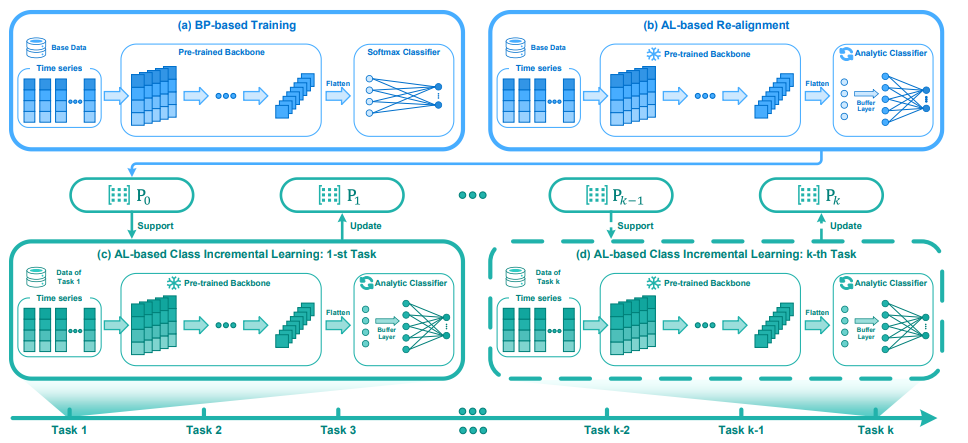 (a) BP-based Training
Base Data
Time series
Pre-trained Backbone
Flatten
Softmax Classifier
(b) AL-based Re-alignment
Base Data
Time series
Pre-trained Backbone
Flatten
Analytic Classifier
Buffer
Layer
P₀
P₁
Pₖ₋₁
Pₖ
Support
Update
Support
Update
(c) AL-based Class Incremental Learning: 1-st Task
Data of
Task 1
Time series
Pre-trained Backbone
Flatten
Analytic Classifier
Buffer
Layer
(d) AL-based Class Incremental Learning: k-th Task
Data of
Task k
Time series
Pre-trained Backbone
Flatten
Analytic Classifier
Buffer
Layer
Task 1
Task 2
Task 3
Task k-2
Task k-1
Task k